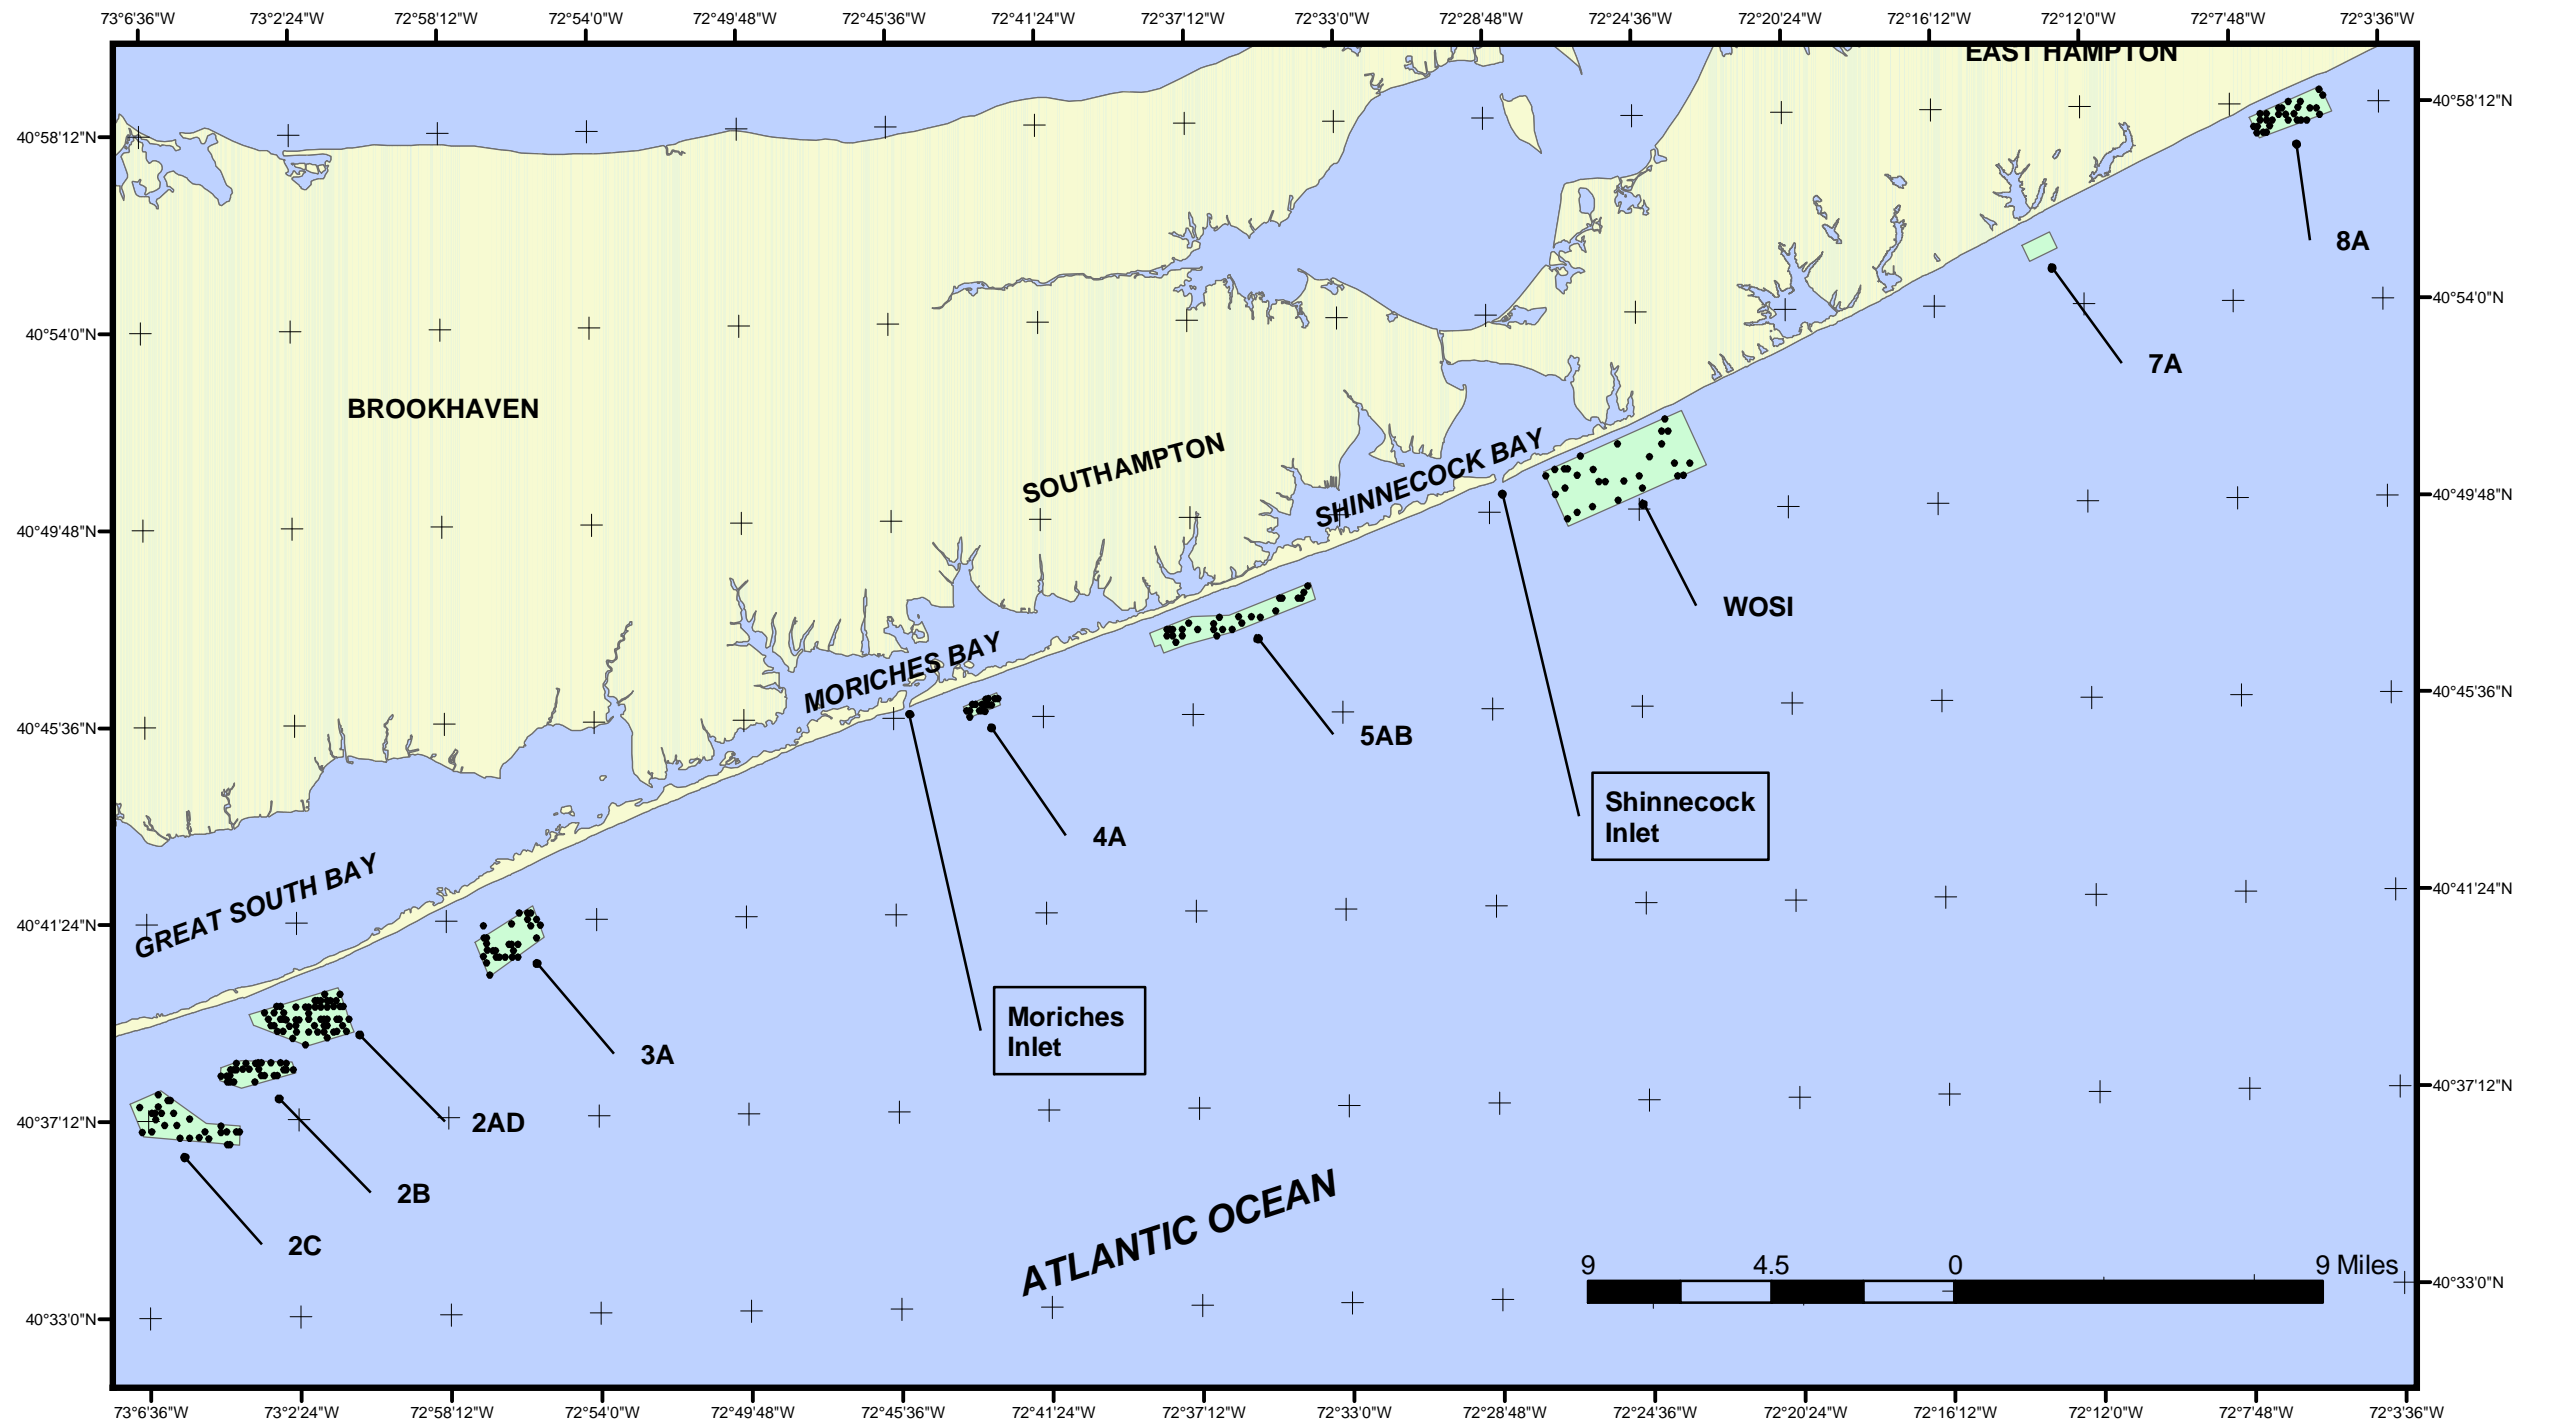 73°6'36"W 73°2'24"W 72°58'12"W 72°54'0"W 72°49'48"W 72°45'36"W 72°41'24"W 72°37'12"W 72°33'0"W 72°28'48"W 72°24'36"W 72°20'24"W 72°16'12"W 72°12'0"W 72°7'48"W 72°3'36"W
EAST HAMPTON
40°58'12"N 40°58'12"N
8A
40°54'0"N 40°54'0"N
7A
BROOKHAVEN
SOUTHAMPTON
SHINNECOCK BAY
40°49'48"N 40°49'48"N
WOSI
MORICHES BAY
40°45'36"N 40°45'36"N
5AB
4A
Shinnecock
Inlet
GREAT SOUTH BAY
40°41'24"N 40°41'24"N
Moriches
Inlet
3A
40°37'12"N 40°37'12"N
2AD
2B
2C
ATLANTIC OCEAN
9 4.5 0 9 Miles
40°33'0"N 40°33'0"N
73°6'36"W 73°2'24"W 72°58'12"W 72°54'0"W 72°49'48"W 72°45'36"W 72°41'24"W 72°37'12"W 72°33'0"W 72°28'48"W 72°24'36"W 72°20'24"W 72°16'12"W 72°12'0"W 72°7'48"W 72°3'36"W